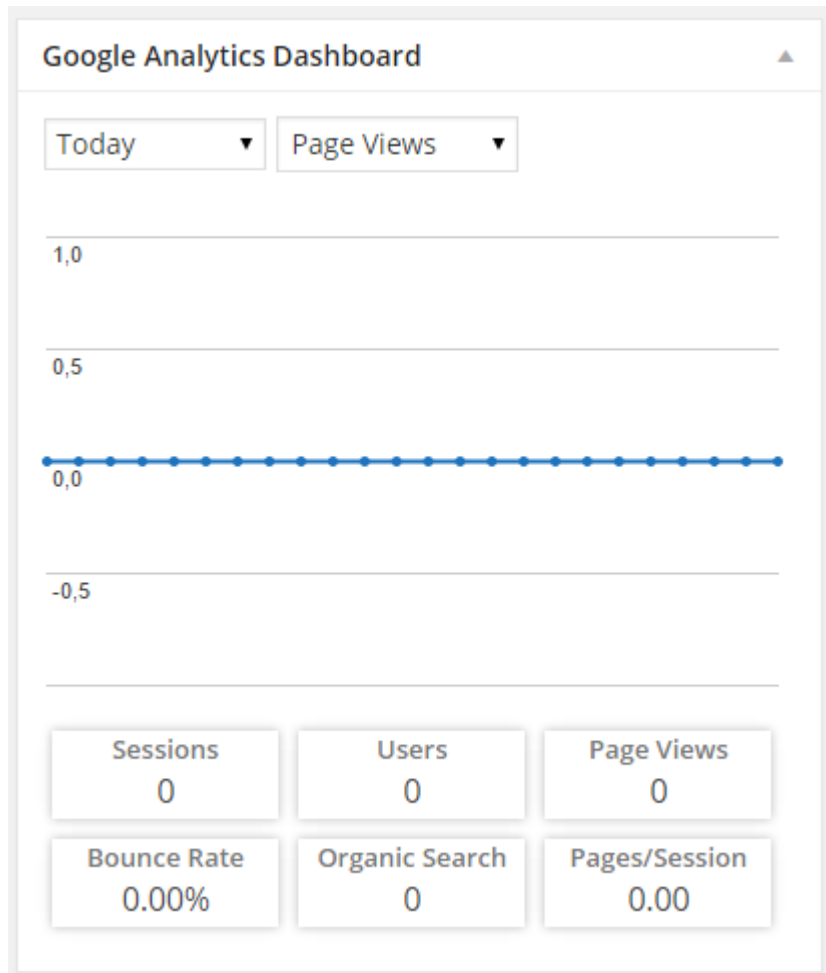 Google Analytics Dashboard
Today Page Views
1,0
0,5
0,0
-0,5
Sessions Users Page Views
0 0 0
Bounce Rate Organic Search Pages/Session
0.00% 0 0.00